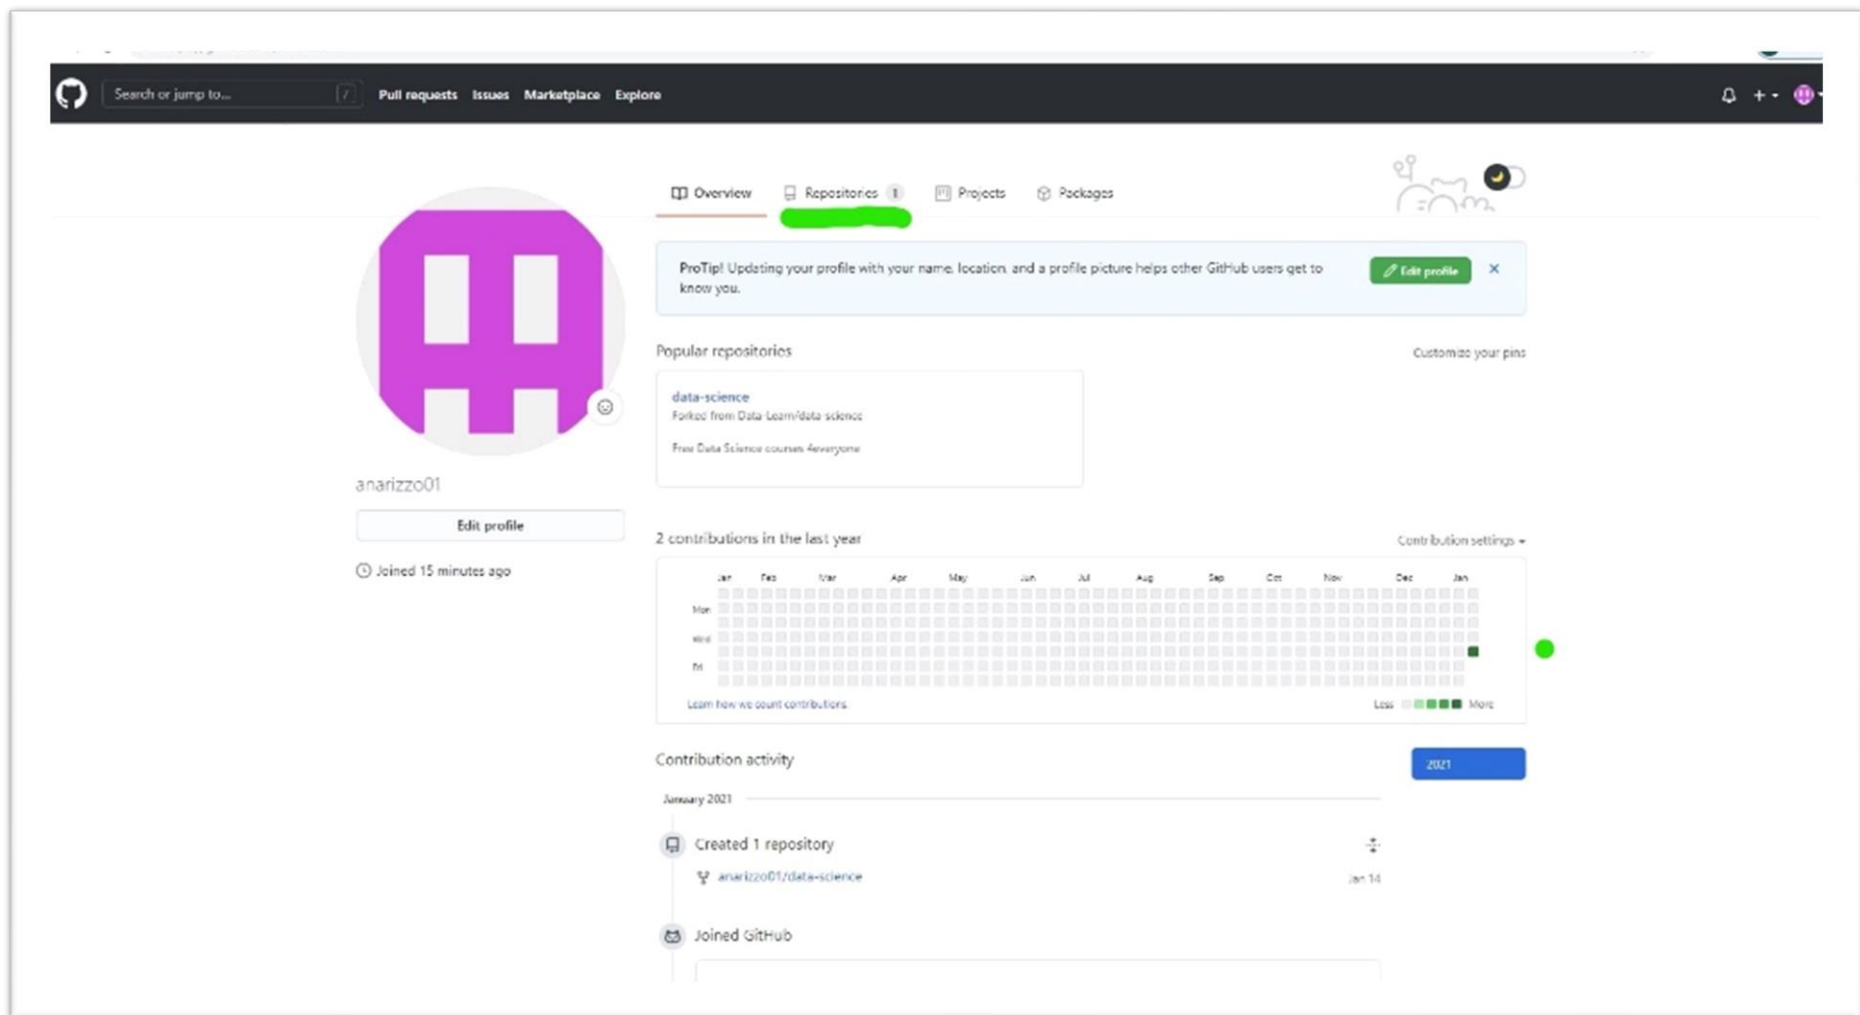 Search or jump to...
/
Pull requests Issues Marketplace Explore
Overview
Repositories 1
Projects
Packages
ProTip! Updating your profile with your name, location, and a profile picture helps other GitHub users get to
know you.
Edit profile
Popular repositories
Customize your pins
data-science
Forked from Data-Learn/data-science
Free Data Science courses 4everyone
anarizzo01
Edit profile
Joined 15 minutes ago
2 contributions in the last year
Contribution settings
Jan Feb Mar Apr May Jun Jul Aug Sep Oct Nov Dec Jan
Mon
Wed
Fri
Learn how we count contributions.
Less More
Contribution activity
2021
January 2021
Created 1 repository
anarizzo01/data-science
Jan 14
Joined GitHub